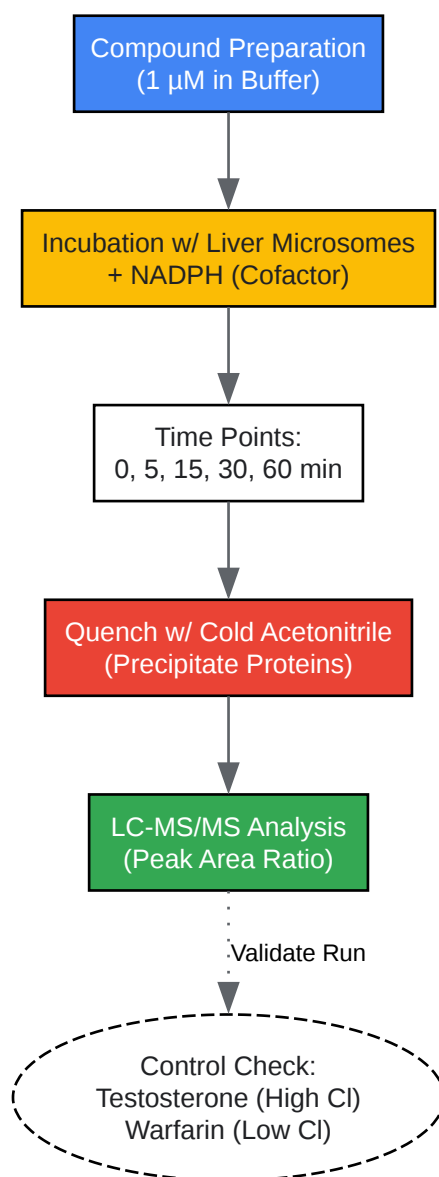 Compound Preparation
(1 µM in Buffer)
Incubation w/ Liver Microsomes
+ NADPH (Cofactor)
Time Points:
0, 5, 15, 30, 60 min
Quench w/ Cold Acetonitrile
(Precipitate Proteins)
LC-MS/MS Analysis
(Peak Area Ratio)
Validate Run
Control Check:
Testosterone (High Cl)
Warfarin (Low Cl)